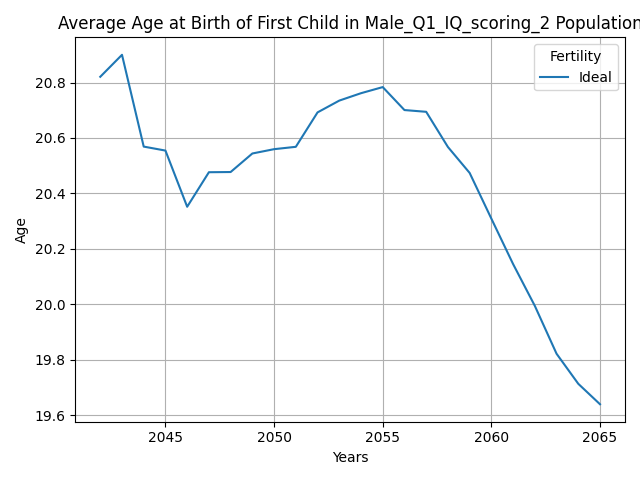 Average Age at Birth of First Child in Male_Q1_IQ_scoring_2 Population
Fertility
Ideal
20.8
20.6
20.4
20.2
20.0
19.8
19.6
Age
2045 2050 2055 2060 2065
Years